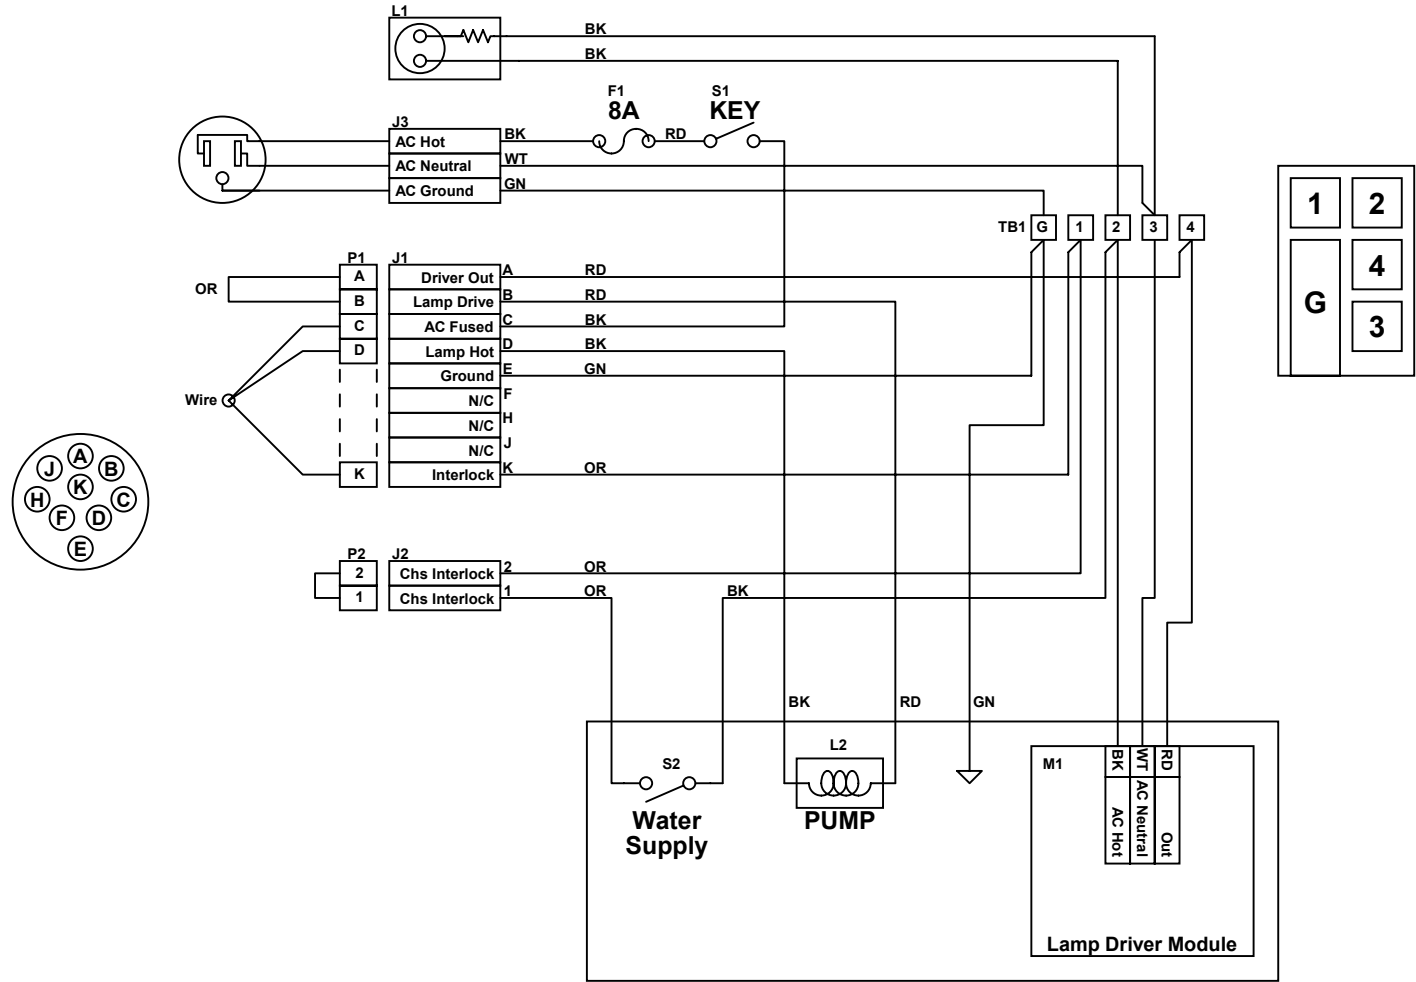 L1
BK
BK
F1
8A
S1
KEY
J3
AC Hot
BK
RD
AC Neutral
WT
AC Ground
GN
TB1
G
1
2
3
4
1
2
4
G
3
P1
J1
A
Driver Out
A
RD
OR
B
Lamp Drive
B
RD
C
AC Fused
C
BK
D
Lamp Hot
D
BK
Ground
E
GN
Wire
N/C
F
N/C
H
N/C
J
K
Interlock
K
OR
A
J
B
K
H
C
F
D
E
P2
J2
2
Chs Interlock
2
OR
1
Chs Interlock
1
OR
BK
BK
RD
GN
S2
Water
Supply
L2
PUMP
M1
BK
AC Hot
WT
AC Neutral
RD
Out
Lamp Driver Module